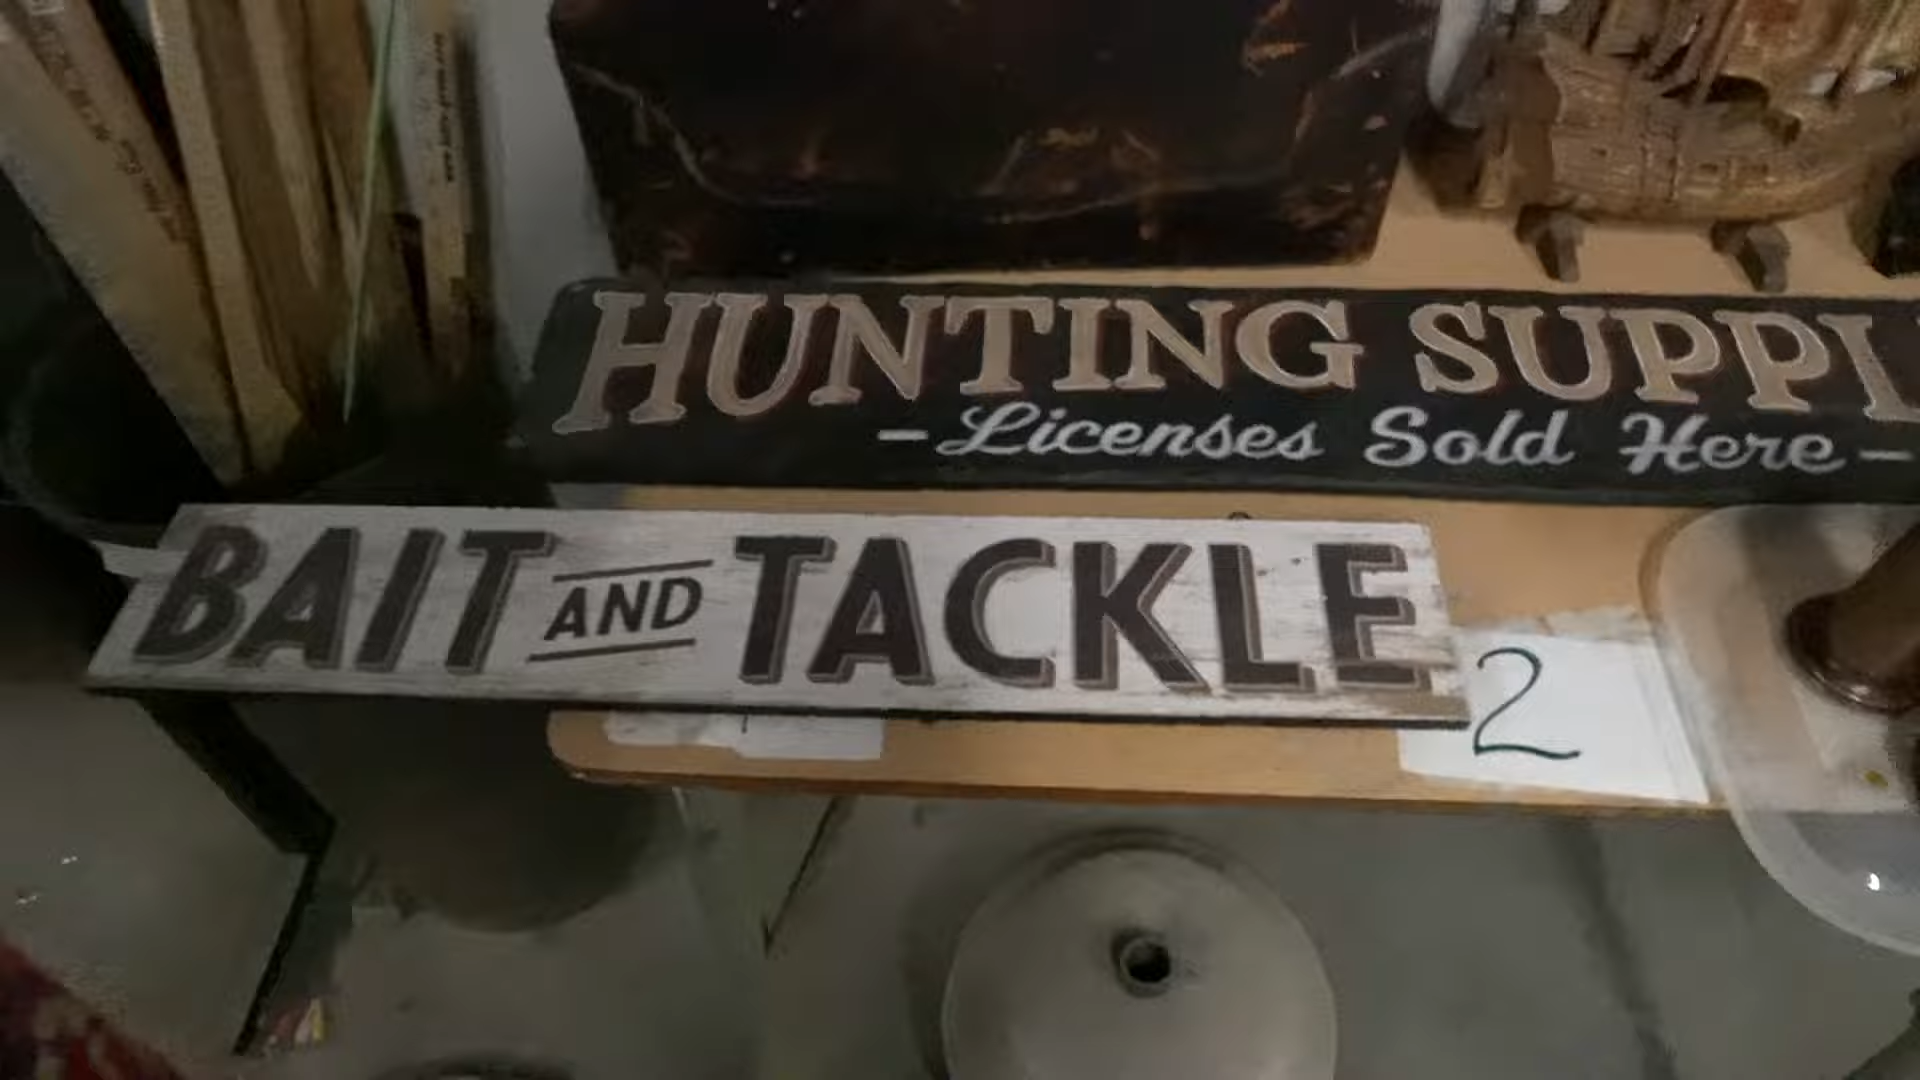 HUNTING SUPPL
-Licenses Sold Here-
BAIT AND TACKLE
2